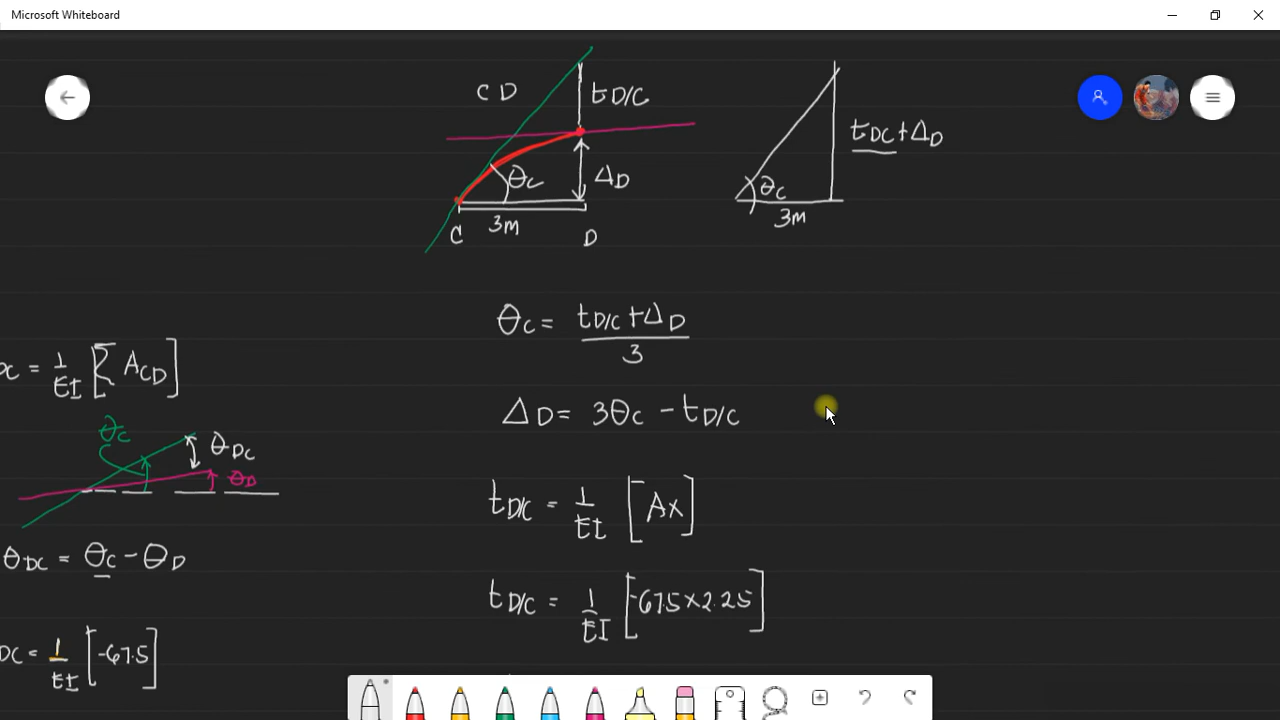 Microsoft Whiteboard
CD
tD/C
θC
ΔD
3m
C
D
tDC+ΔD
θC
3m
θC = tD/C+ΔD
3
ΔD = 3θC - tD/C
tD/C = 1/EI [Ax]
tD/C = 1/EI [-67.5×2.25]
DC = 1/EI [Σ ACD]
θC
θDC
θD
θDC = θC - θD
DC = 1/EI [-67.5]